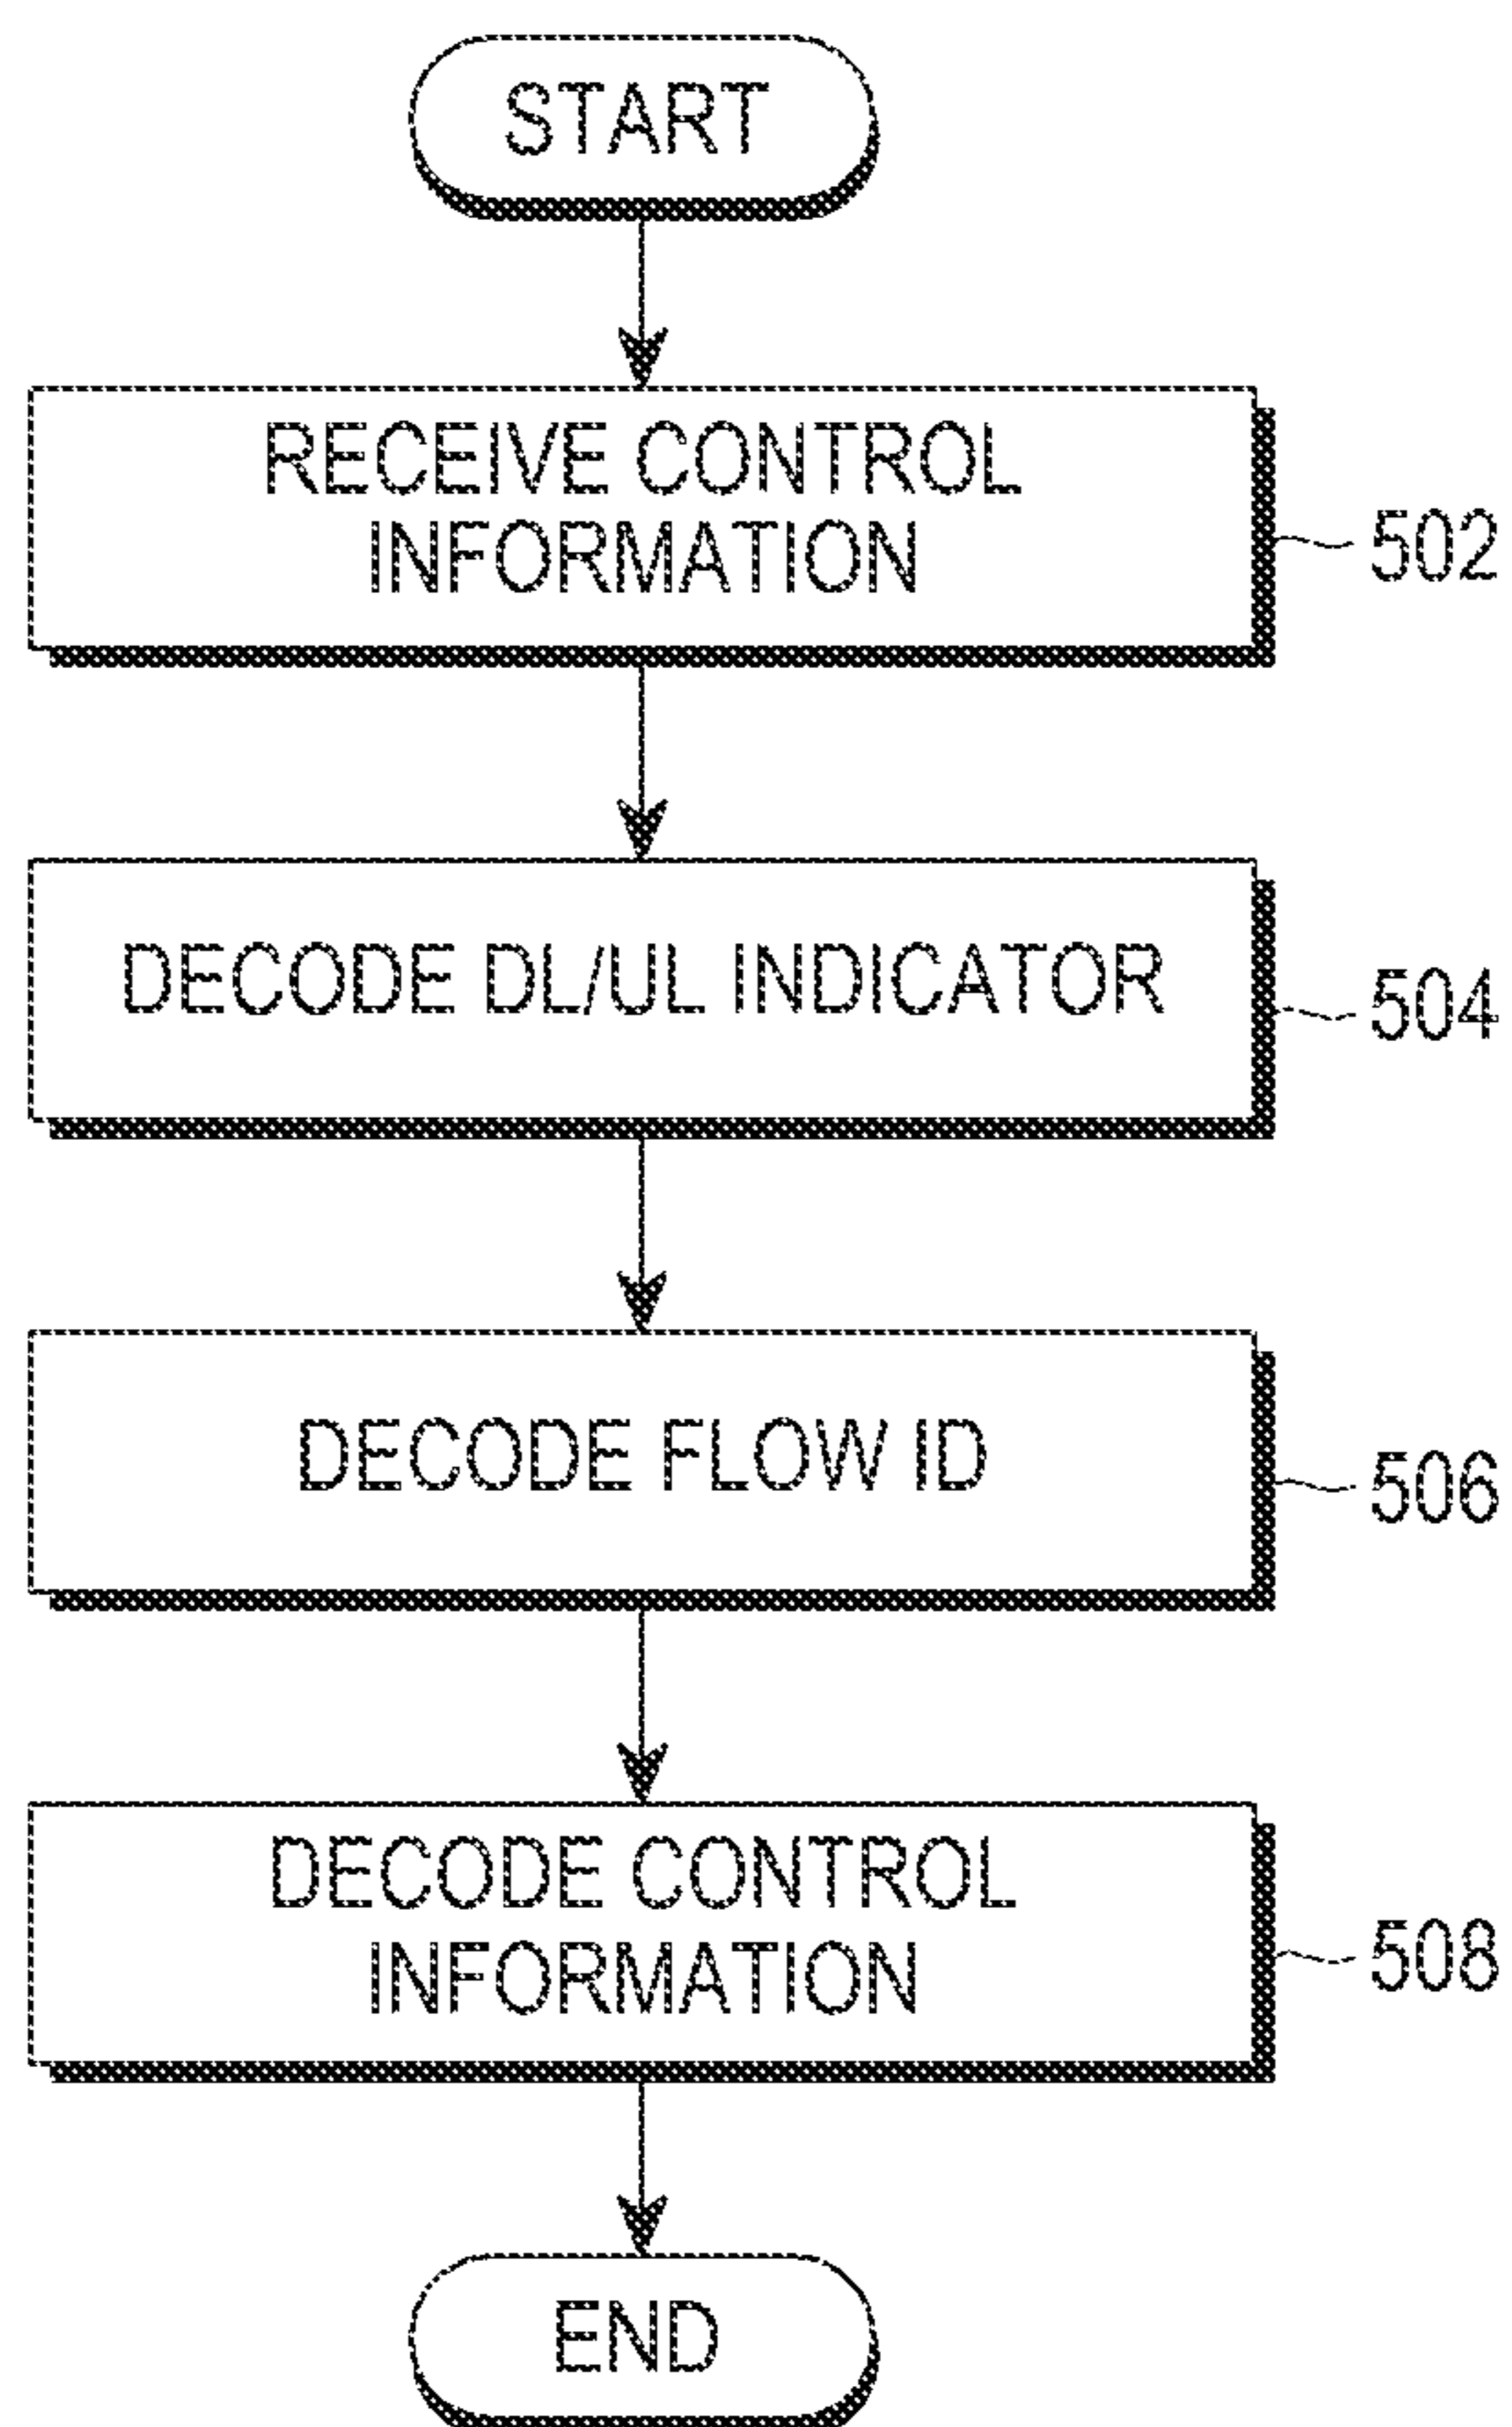 START
RECEIVE CONTROL
INFORMATION
502
DECODE DL/UL INDICATOR
504
DECODE FLOW ID
506
DECODE CONTROL
INFORMATION
508
END